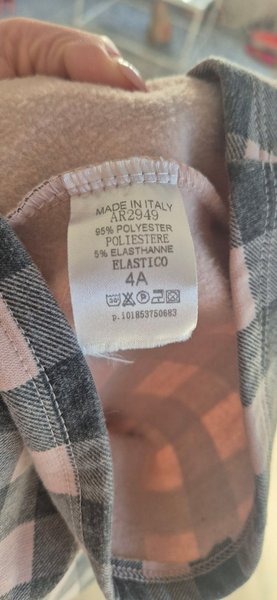 MADE IN ITALY
AR2949
95% POLYESTER
POLIESTERE
5% ELASTHANNE
ELASTICO
4A
p.101853750683